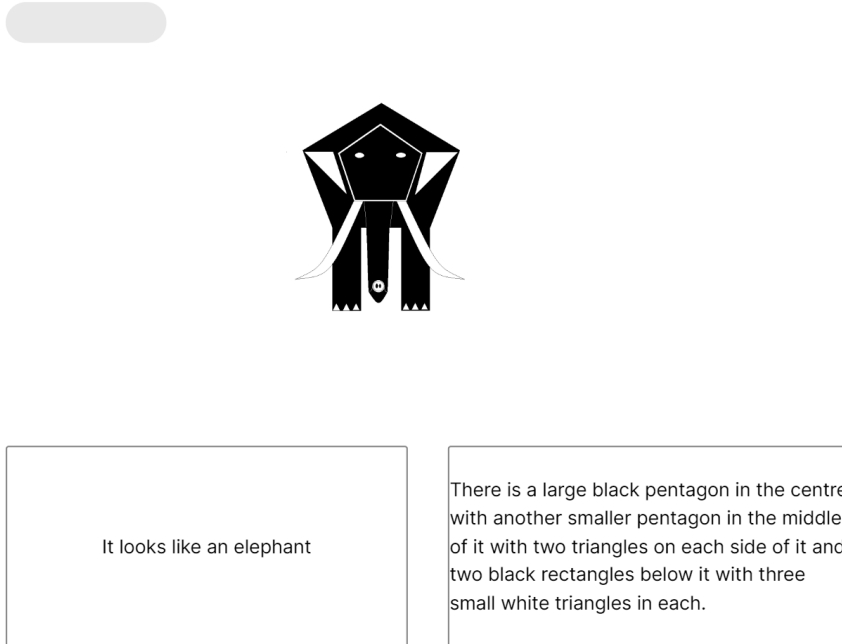 It looks like an elephant
There is a large black pentagon in the centre
with another smaller pentagon in the middle
of it with two triangles on each side of it and
two black rectangles below it with three
small white triangles in each.